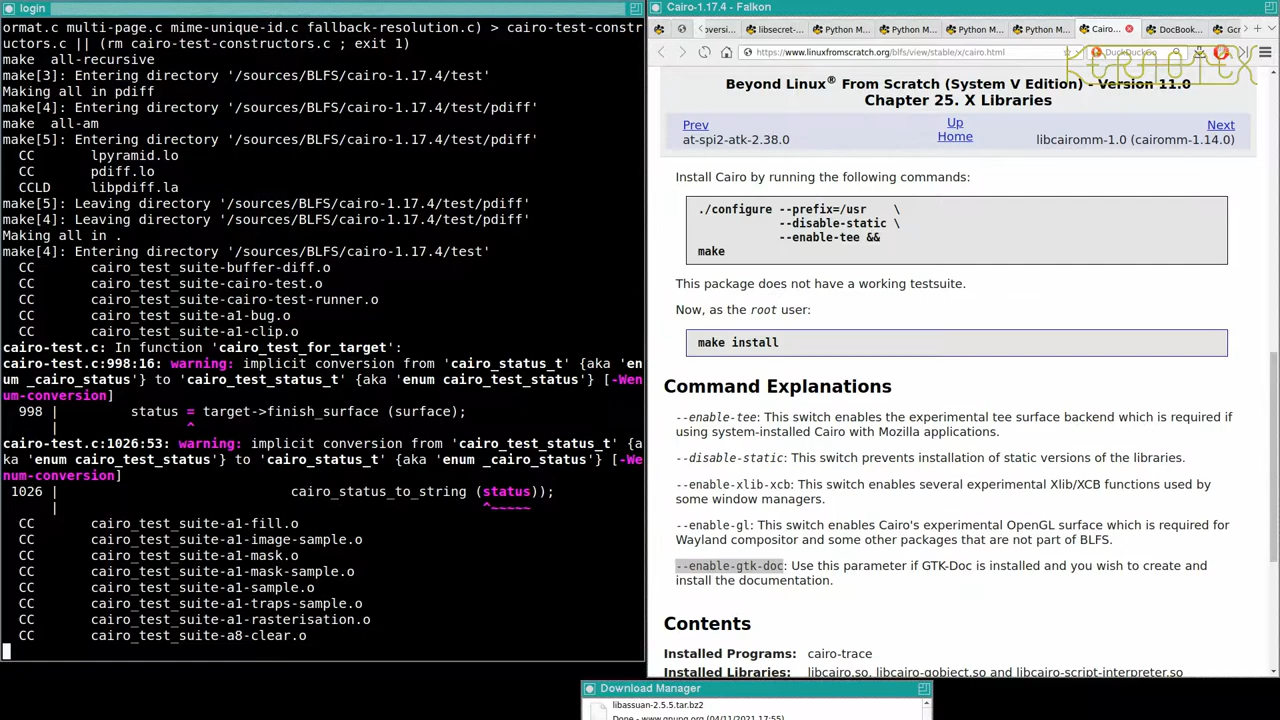 login
ormat.c multi-page.c mime-unique-id.c fallback-resolution.c) > cairo-test-constr
uctors.c || (rm cairo-test-constructors.c ; exit 1)
make  all-recursive
make[3]: Entering directory '/sources/BLFS/cairo-1.17.4/test'
Making all in pdiff
make[4]: Entering directory '/sources/BLFS/cairo-1.17.4/test/pdiff'
make  all-am
make[5]: Entering directory '/sources/BLFS/cairo-1.17.4/test/pdiff'
  CC       lpyramid.lo
  CC       pdiff.lo
  CCLD     libpdiff.la
make[5]: Leaving directory '/sources/BLFS/cairo-1.17.4/test/pdiff'
make[4]: Leaving directory '/sources/BLFS/cairo-1.17.4/test/pdiff'
Making all in .
make[4]: Entering directory '/sources/BLFS/cairo-1.17.4/test'
  CC       cairo_test_suite-buffer-diff.o
  CC       cairo_test_suite-cairo-test.o
  CC       cairo_test_suite-cairo-test-runner.o
  CC       cairo_test_suite-a1-bug.o
  CC       cairo_test_suite-a1-clip.o
cairo-test.c: In function 'cairo_test_for_target':
cairo-test.c:998:16: warning: implicit conversion from 'cairo_status_t' {aka 'en
um _cairo_status'} to 'cairo_test_status_t' {aka 'enum cairo_test_status'} [-Wen
um-conversion]
  998 |         status = target->finish_surface (surface);
      |                ^
cairo-test.c:1026:53: warning: implicit conversion from 'cairo_test_status_t' {a
ka 'enum cairo_test_status'} to 'cairo_status_t' {aka 'enum _cairo_status'} [-We
num-conversion]
 1026 |                             cairo_status_to_string (status));
      |                                                     ^~~~~~
  CC       cairo_test_suite-a1-fill.o
  CC       cairo_test_suite-a1-image-sample.o
  CC       cairo_test_suite-a1-mask.o
  CC       cairo_test_suite-a1-mask-sample.o
  CC       cairo_test_suite-a1-sample.o
  CC       cairo_test_suite-a1-traps-sample.o
  CC       cairo_test_suite-a1-rasterisation.o
  CC       cairo_test_suite-a8-clear.o
Cairo-1.17.4 - Falkon
oversi... libsecret- Python M... Python M... Python M... Python M... Cairo... DocBook... Gcr
https://www.linuxfromscratch.org/blfs/view/stable/x/cairo.html DuckDuckGo
KERNOTEX
Beyond Linux® From Scratch (System V Edition) - Version 11.0
Chapter 25. X Libraries
Prev Up Next
at-spi2-atk-2.38.0 Home libcairomm-1.0 (cairomm-1.14.0)
Install Cairo by running the following commands:
./configure --prefix=/usr    \
            --disable-static \
            --enable-tee &&
make
This package does not have a working testsuite.
Now, as the root user:
make install
Command Explanations
--enable-tee: This switch enables the experimental tee surface backend which is required if
using system-installed Cairo with Mozilla applications.
--disable-static: This switch prevents installation of static versions of the libraries.
--enable-xlib-xcb: This switch enables several experimental Xlib/XCB functions used by
some window managers.
--enable-gl: This switch enables Cairo's experimental OpenGL surface which is required for
Wayland compositor and some other packages that are not part of BLFS.
--enable-gtk-doc: Use this parameter if GTK-Doc is installed and you wish to create and
install the documentation.
Contents
Installed Programs: cairo-trace
Installed Libraries: libcairo.so, libcairo-gobject.so and libcairo-script-interpreter.so
Download Manager
libassuan-2.5.5.tar.bz2
Done - www.gnupg.org (04/11/2021 17:55)